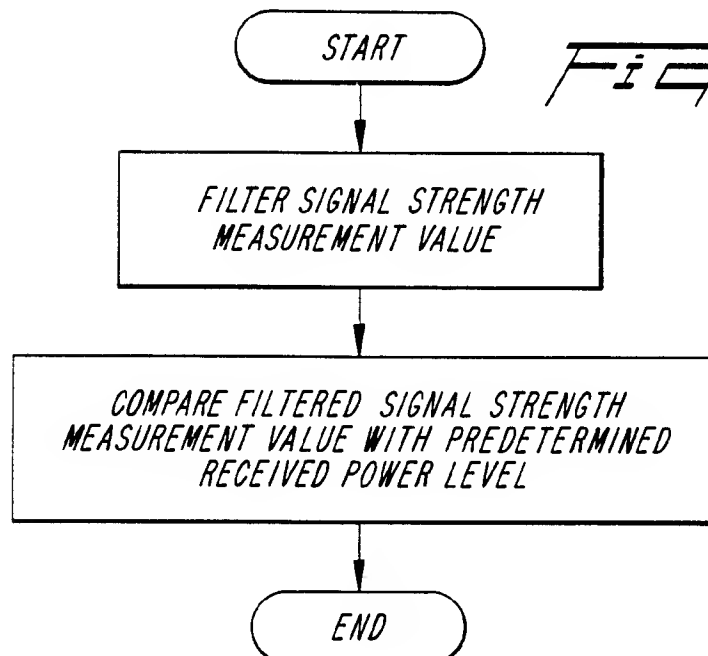 START
FILTER SIGNAL STRENGTH
MEASUREMENT VALUE
COMPARE FILTERED SIGNAL STRENGTH
MEASUREMENT VALUE WITH PREDETERMINED
RECEIVED POWER LEVEL
END